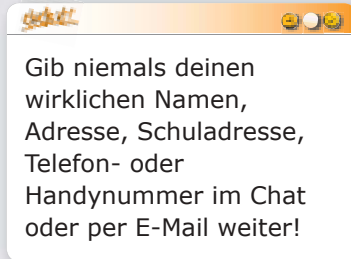 Gib niemals deinen
wirklichen Namen,
Adresse, Schuladresse,
Telefon- oder
Handynummer im Chat
oder per E-Mail weiter!